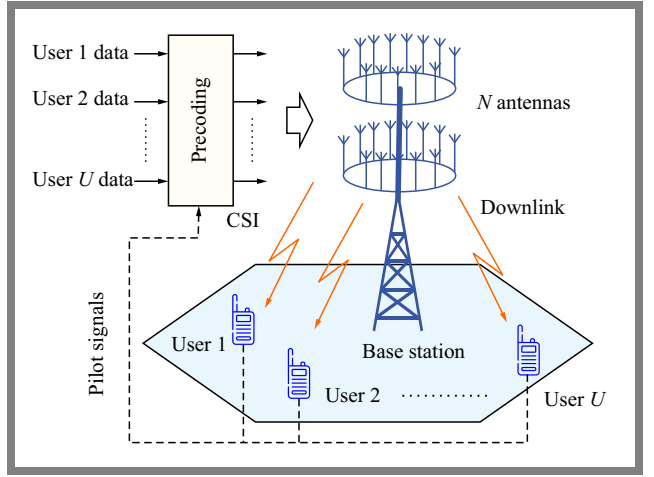 User 1 data
User 2 data
User U data
Precoding
CSI
N antennas
Downlink
Pilot signals
User 1
Base station
User 2
User U